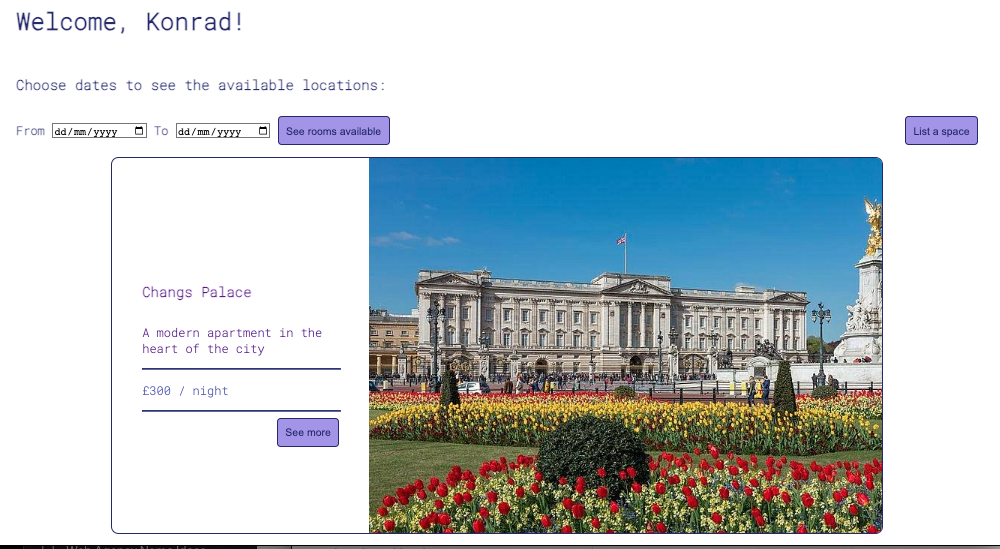 Welcome, Konrad!
Choose dates to see the available locations:
From dd/mm/yyyy To dd/mm/yyyy See rooms available List a space
Changs Palace
A modern apartment in the
heart of the city
£300 / night
See more